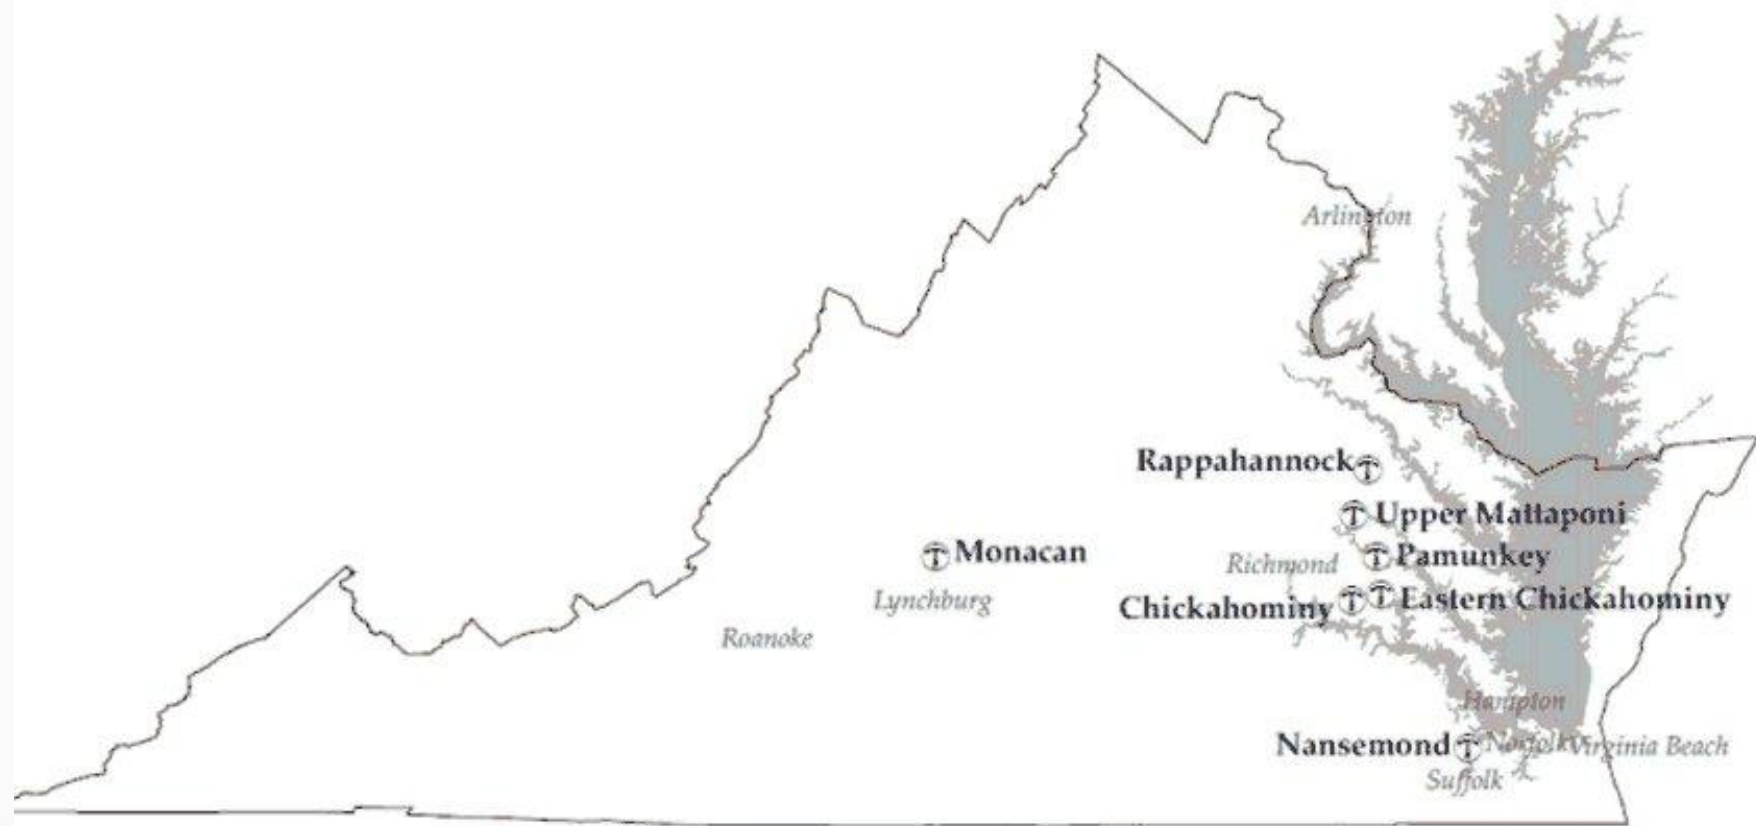 Arlington
Rappahannock
Upper Mattaponi
Monacan
Pamunkey
Richmond
Lynchburg
Chickahominy
Eastern Chickahominy
Roanoke
Hampton
Nansemond
Norfolk
Virginia Beach
Suffolk